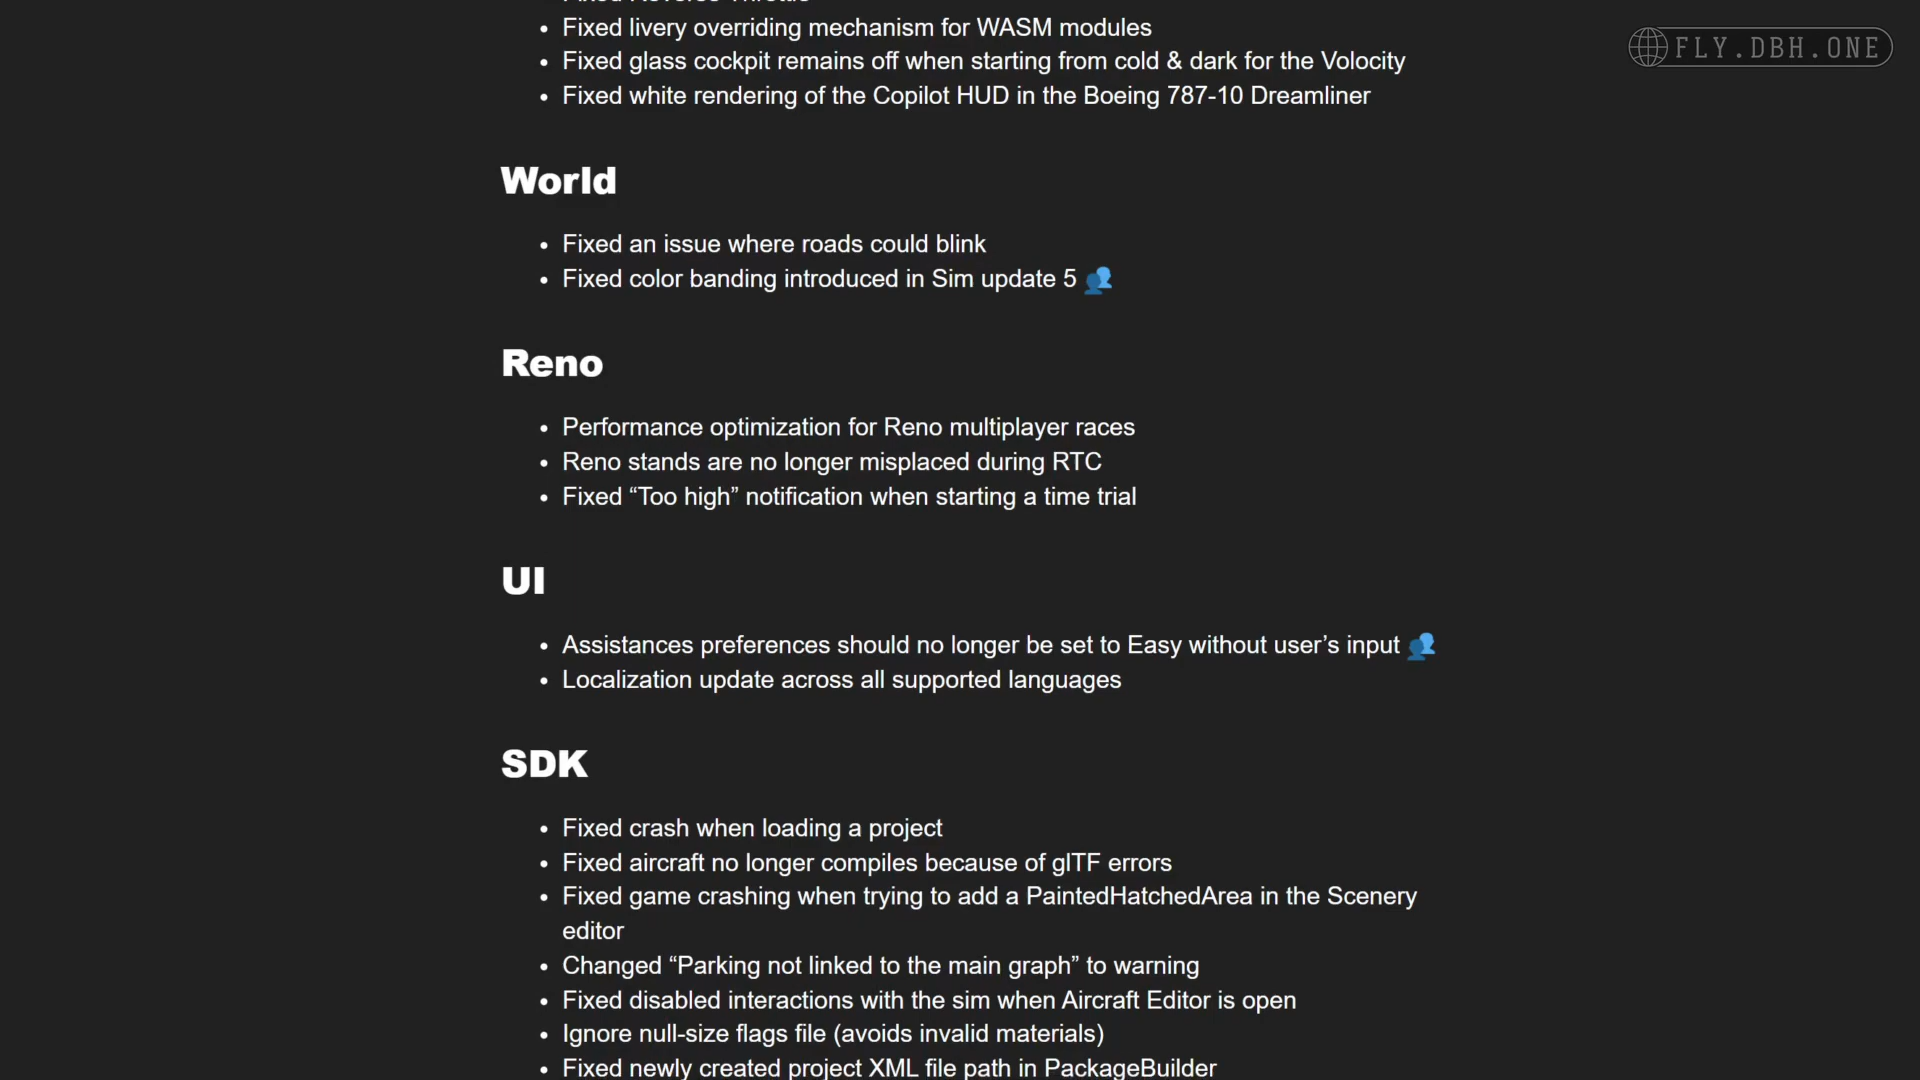 Fixed Reverse Throttle
Fixed livery overriding mechanism for WASM modules
FLY.DBH.ONE
Fixed glass cockpit remains off when starting from cold & dark for the Volocity
Fixed white rendering of the Copilot HUD in the Boeing 787-10 Dreamliner
World
Fixed an issue where roads could blink
Fixed color banding introduced in Sim update 5
Reno
Performance optimization for Reno multiplayer races
Reno stands are no longer misplaced during RTC
Fixed “Too high” notification when starting a time trial
UI
Assistances preferences should no longer be set to Easy without user’s input
Localization update across all supported languages
SDK
Fixed crash when loading a project
Fixed aircraft no longer compiles because of glTF errors
Fixed game crashing when trying to add a PaintedHatchedArea in the Scenery
editor
Changed “Parking not linked to the main graph” to warning
Fixed disabled interactions with the sim when Aircraft Editor is open
Ignore null-size flags file (avoids invalid materials)
Fixed newly created project XML file path in PackageBuilder